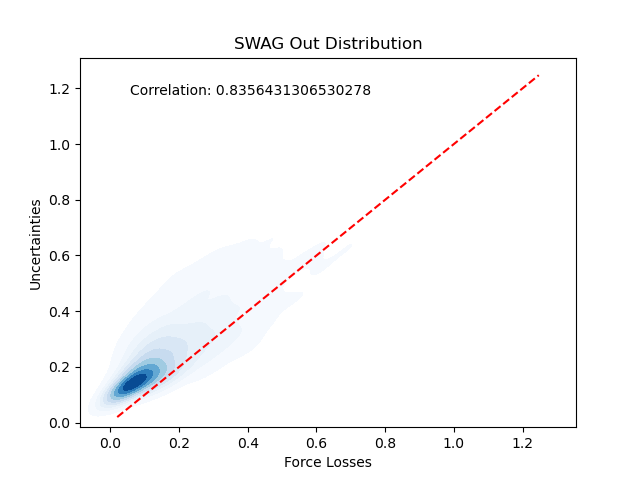 SWAG Out Distribution
Correlation: 0.8356431306530278
Uncertainties
1.2
1.0
0.8
0.6
0.4
0.2
0.0
0.0 0.2 0.4 0.6 0.8 1.0 1.2
Force Losses